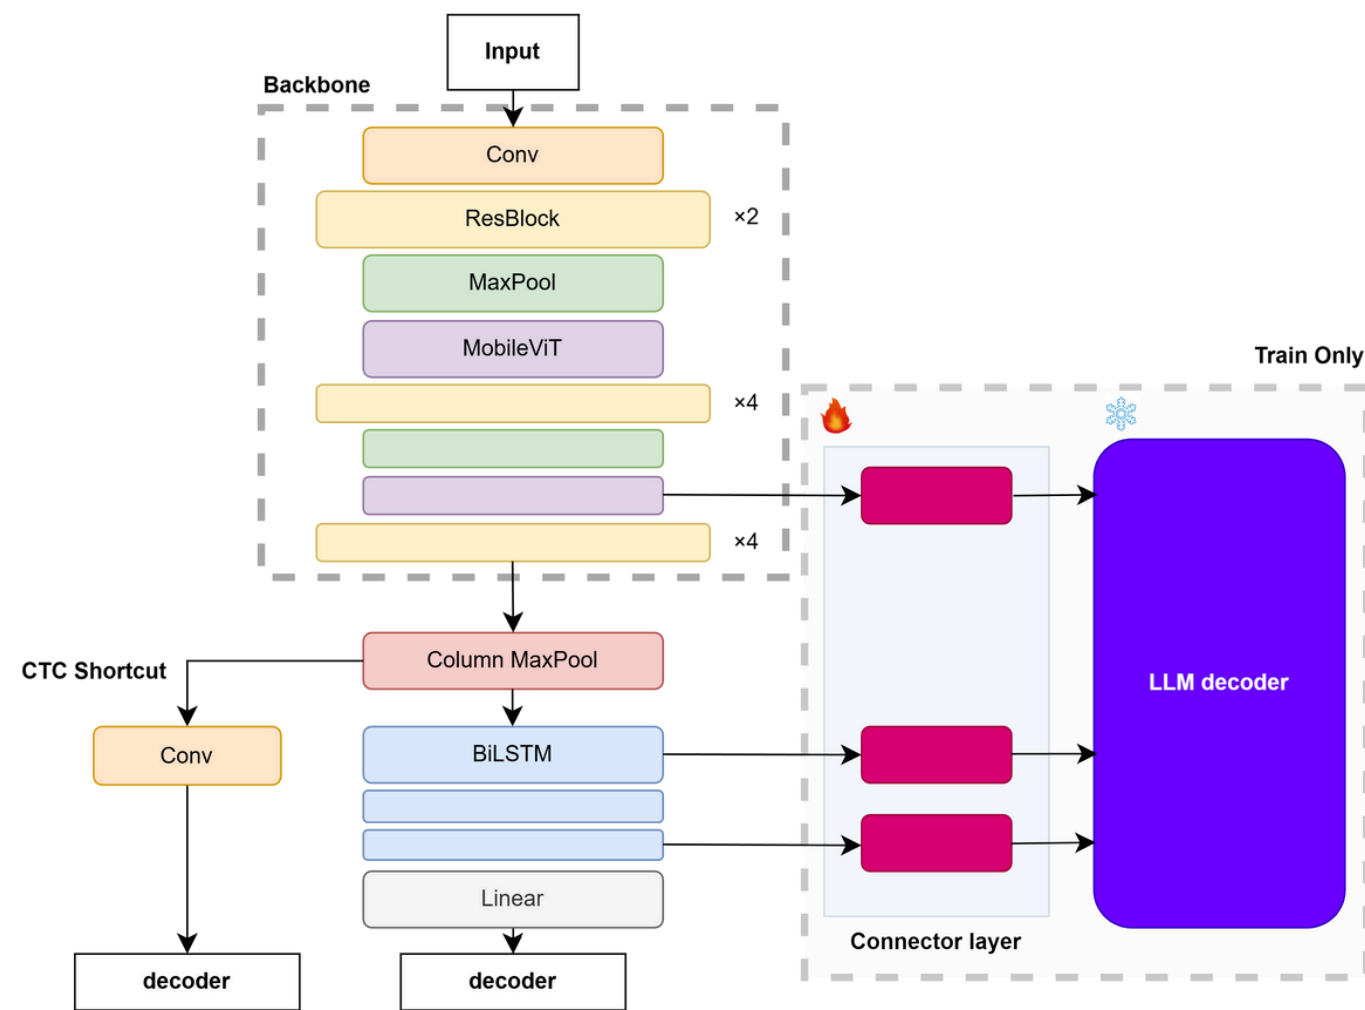 Input
Backbone
Conv
ResBlock
×2
MaxPool
MobileViT
×4
×4
Column MaxPool
CTC Shortcut
Conv
BiLSTM
Linear
decoder
decoder
Train Only
LLM decoder
Connector layer